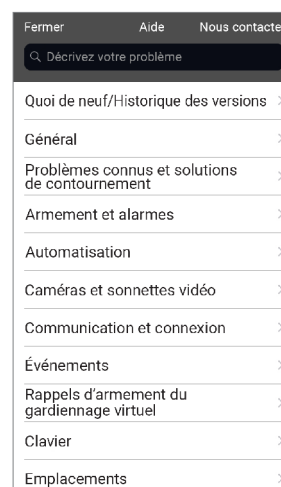 Fermer Aide Nous contacte
Décrivez votre problème
Quoi de neuf/Historique des versions
Général
Problèmes connus et solutions
de contournement
Armement et alarmes
Automatisation
Caméras et sonnettes vidéo
Communication et connexion
Événements
Rappels d'armement du
gardiennage virtuel
Clavier
Emplacements